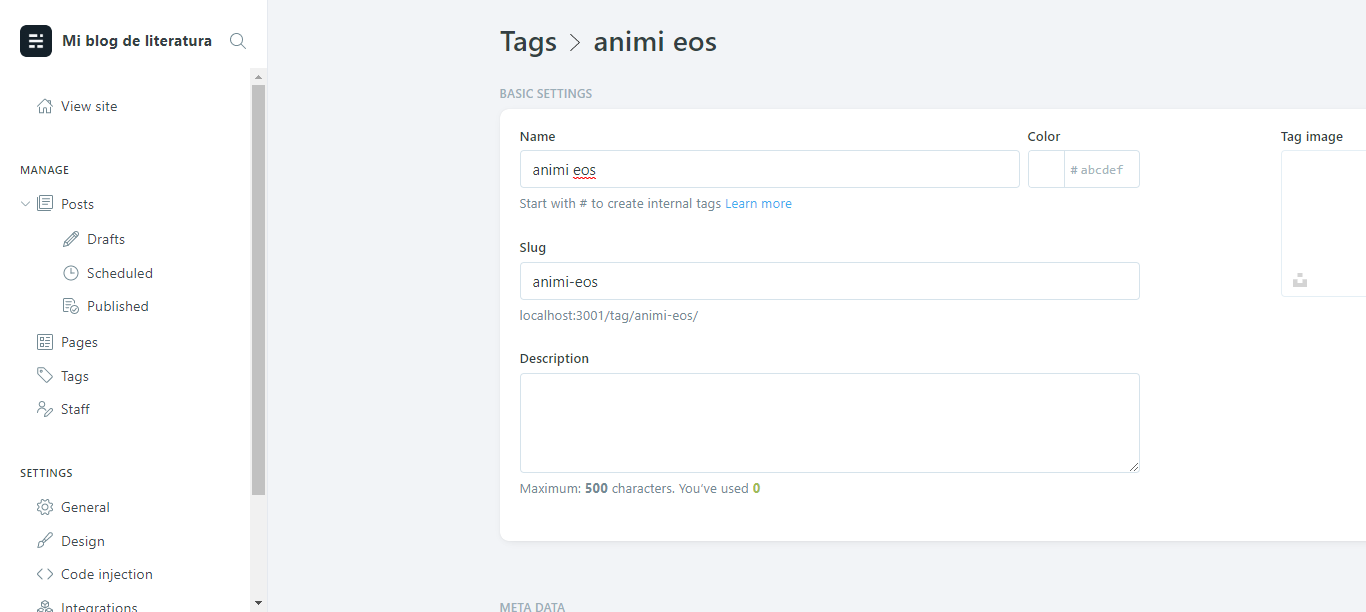 Mi blog de literatura
View site
MANAGE
Posts
Drafts
Scheduled
Published
Pages
Tags
Staff
SETTINGS
General
Design
Code injection
Integrations
Tags > animi eos
BASIC SETTINGS
Name
animi eos
Start with # to create internal tags Learn more
Color
# abcdef
Slug
animi-eos
localhost:3001/tag/animi-eos/
Description
Maximum: 500 characters. You’ve used 0
Tag image
META DATA